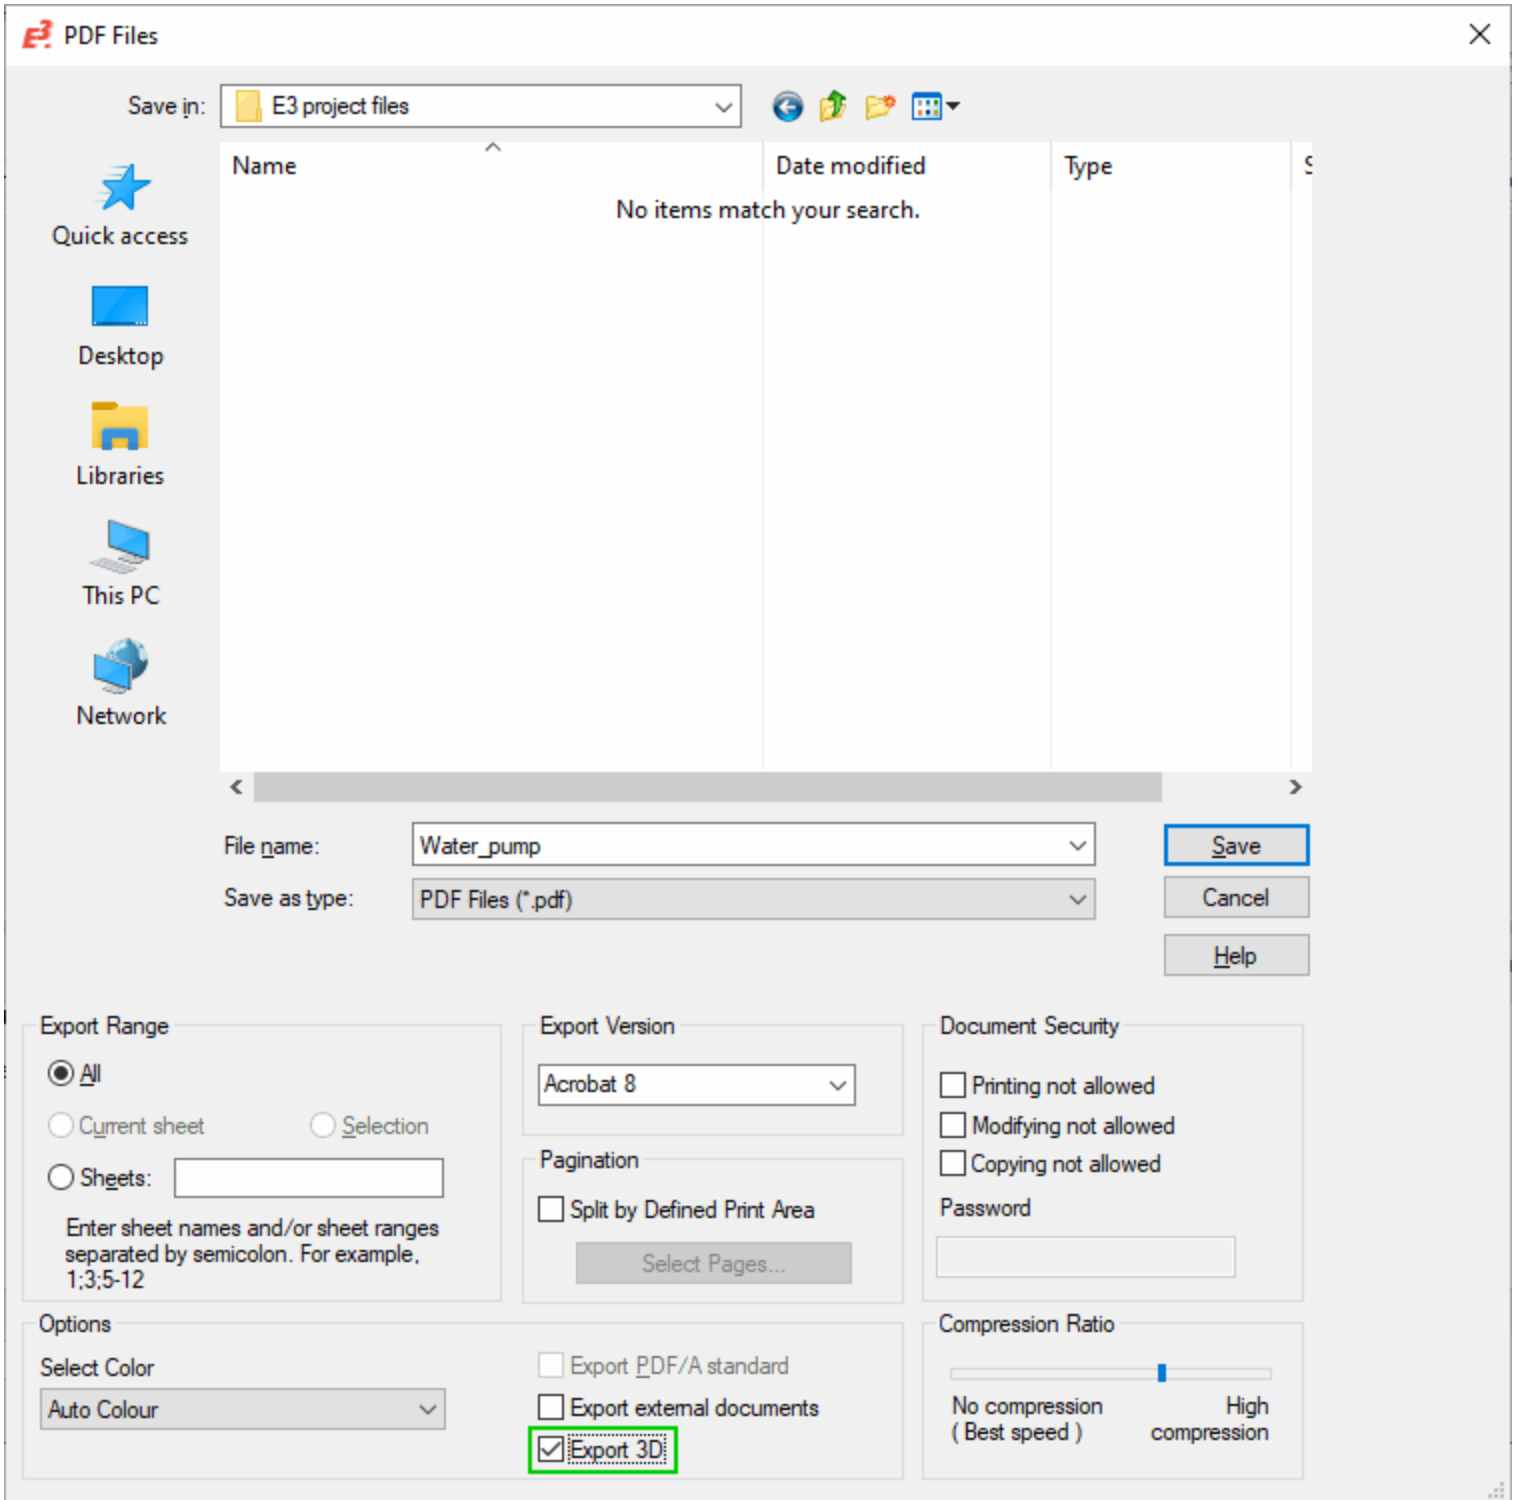 E3. PDF Files
Save in: E3 project files
Name Date modified Type
No items match your search.
Quick access
Desktop
Libraries
This PC
Network
File name: Water_pump Save
Save as type: PDF Files (*.pdf) Cancel
Help
Export Range Export Version Document Security
All
Acrobat 8
Printing not allowed
Current sheet Selection
Modifying not allowed
Pagination
Copying not allowed
Sheets:
Split by Defined Print Area
Password
Enter sheet names and/or sheet ranges
separated by semicolon. For example,
1;3;5-12
Select Pages...
Options Compression Ratio
Select Color
Export PDF/A standard
Auto Colour
Export external documents
No compression High
( Best speed ) compression
Export 3D